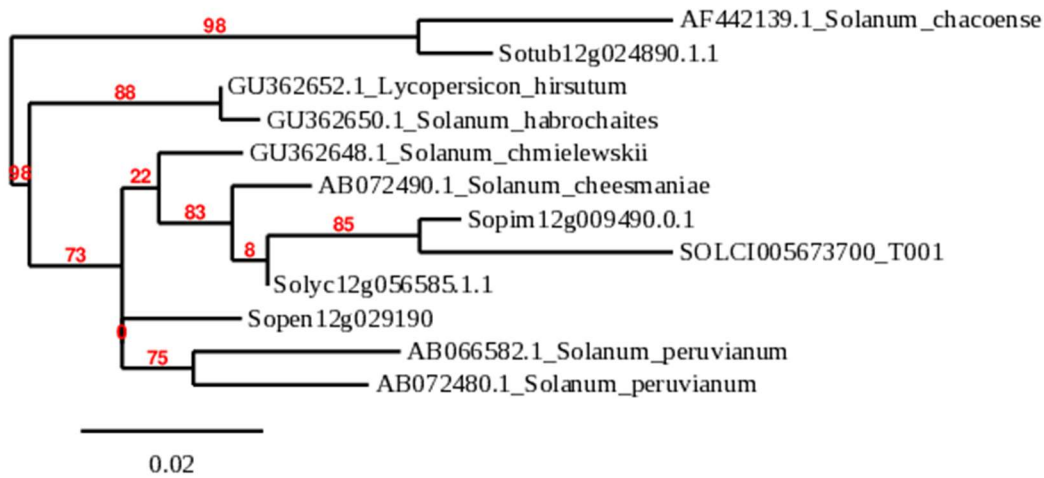 98
AF442139.1_Solanum_chacoense
Sotub12g024890.1.1
88
GU362652.1_Lycopersicon_hirsutum
GU362650.1_Solanum_habrochaites
98
22
GU362648.1_Solanum_chmielewskii
83
AB072490.1_Solanum_cheesmaniae
85
Sopim12g009490.0.1
8
SOLCI005673700_T001
73
Solyc12g056585.1.1
Sopen12g029190
0
75
AB066582.1_Solanum_peruvianum
AB072480.1_Solanum_peruvianum
0.02